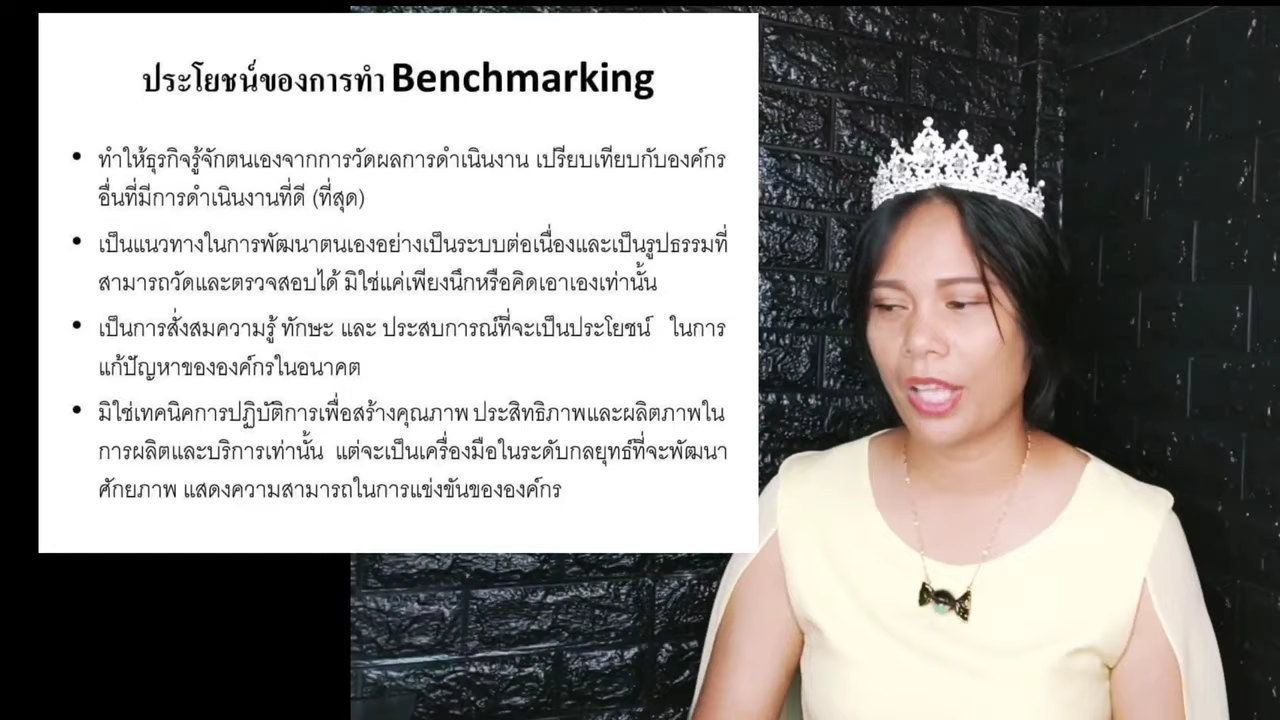 ประโยชน์ของการทำ Benchmarking
• ทำให้ธุรกิจรู้จักตนเองจากการวัดผลการดำเนินงาน เปรียบเทียบกับองค์กร
อื่นที่มีการดำเนินงานที่ดี (ที่สุด)
• เป็นแนวทางในการพัฒนาตนเองอย่างเป็นระบบต่อเนื่องและเป็นรูปธรรมที่
สามารถวัดและตรวจสอบได้ มิใช่แค่เพียงนึกหรือคิดเอาเองเท่านั้น
• เป็นการสั่งสมความรู้ ทักษะ และ ประสบการณ์ที่จะเป็นประโยชน์ ในการ
แก้ปัญหาขององค์กรในอนาคต
• มิใช่เทคนิคการปฏิบัติการเพื่อสร้างคุณภาพ ประสิทธิภาพและผลิตภาพใน
การผลิตและบริการเท่านั้น แต่จะเป็นเครื่องมือในระดับกลยุทธ์ที่จะพัฒนา
ศักยภาพ แสดงความสามารถในการแข่งขันขององค์กร